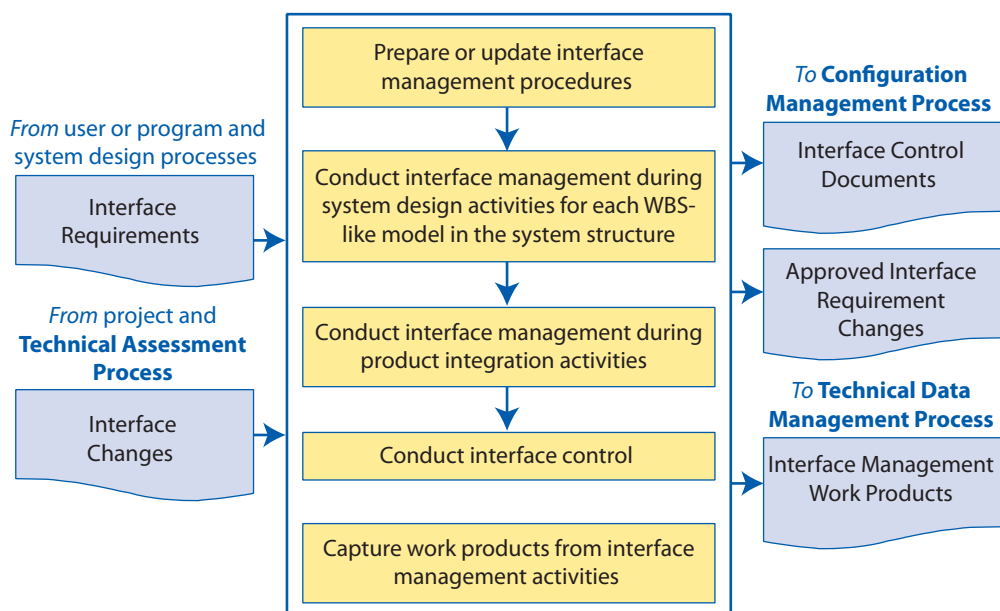 From user or program and
system design processes
Interface
Requirements
From project and
Technical Assessment
Process
Interface
Changes
Prepare or update interface
management procedures
Conduct interface management during
system design activities for each WBS-
like model in the system structure
Conduct interface management during
product integration activities
Conduct interface control
Capture work products from interface
management activities
To Configuration
Management Process
Interface Control
Documents
Approved Interface
Requirement
Changes
To Technical Data
Management Process
Interface Management
Work Products